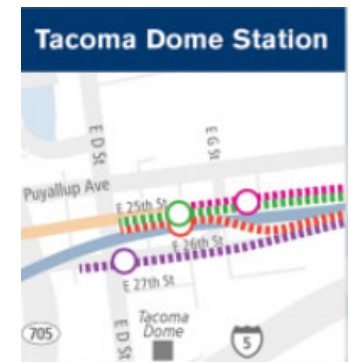 Tacoma Dome Station
E D St
E G St
Puyallup Ave
E 25th St
E 26th St
E 27th St
E D St
Tacoma
Dome
705
5